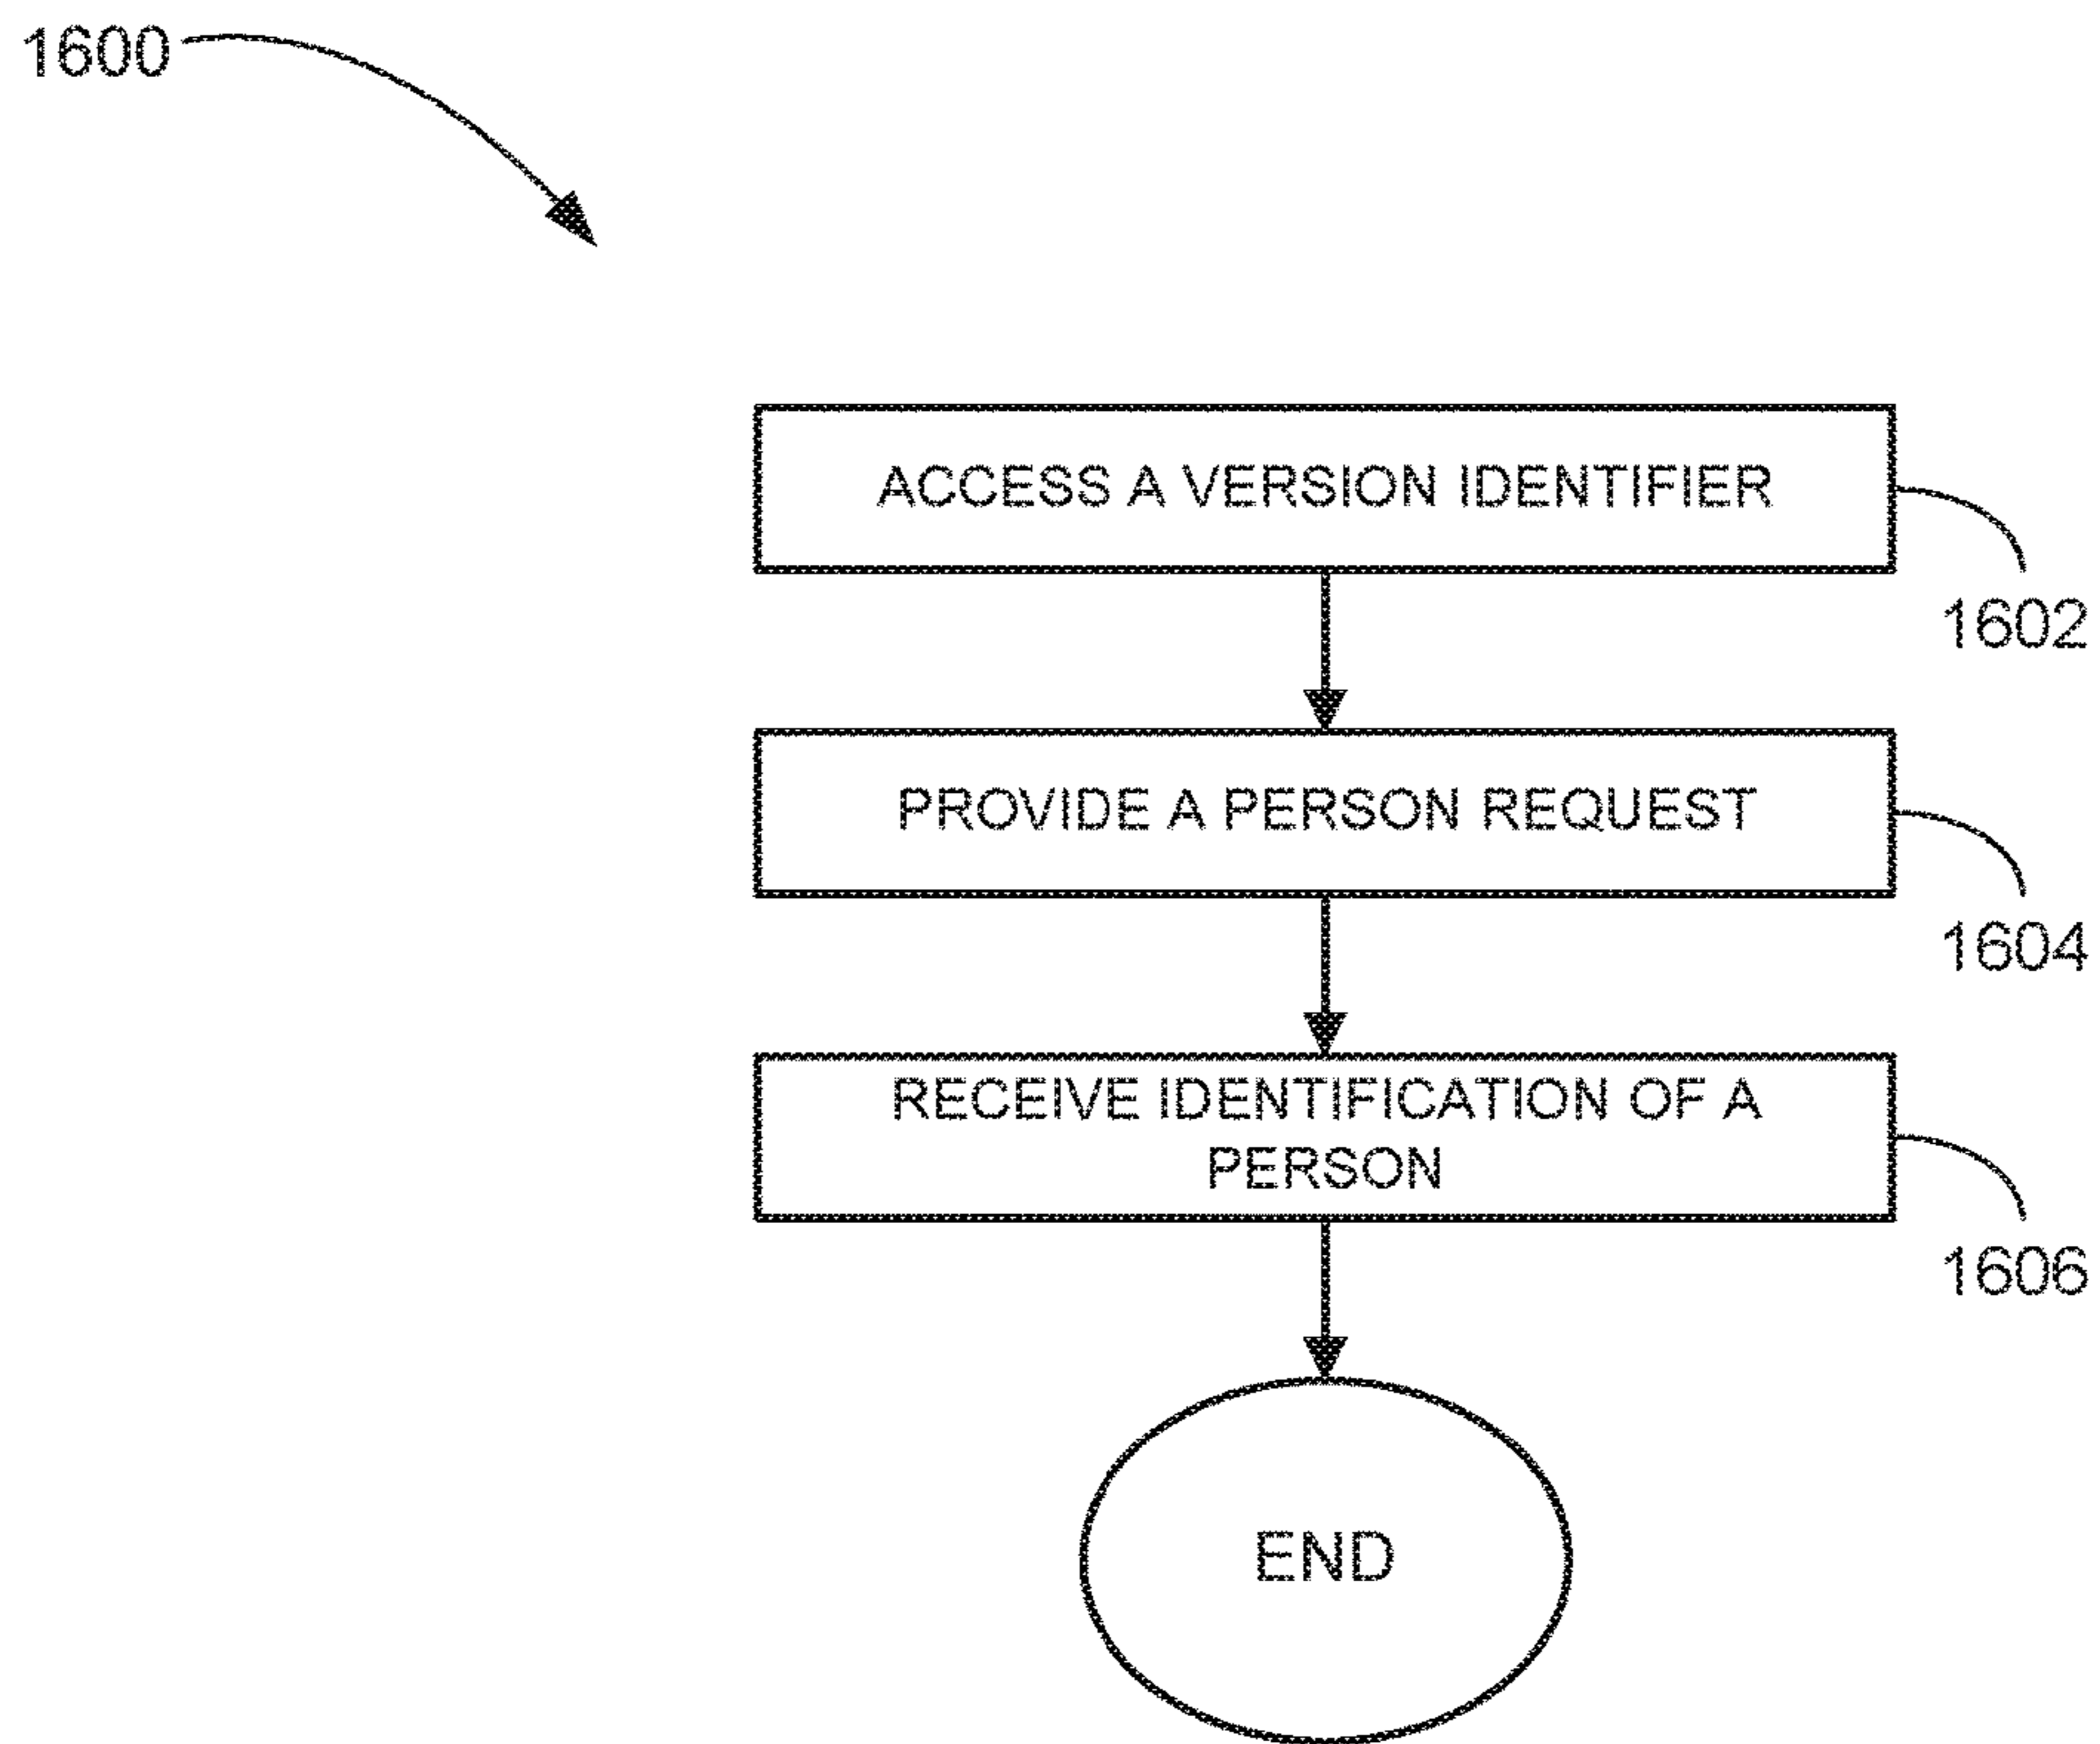 1600
ACCESS A VERSION IDENTIFIER
1602
PROVIDE A PERSON REQUEST
1604
RECEIVE IDENTIFICATION OF A
PERSON
1606
END